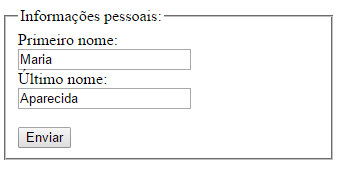 Informações pessoais:
Primeiro nome:
Maria
Último nome:
Aparecida
Enviar